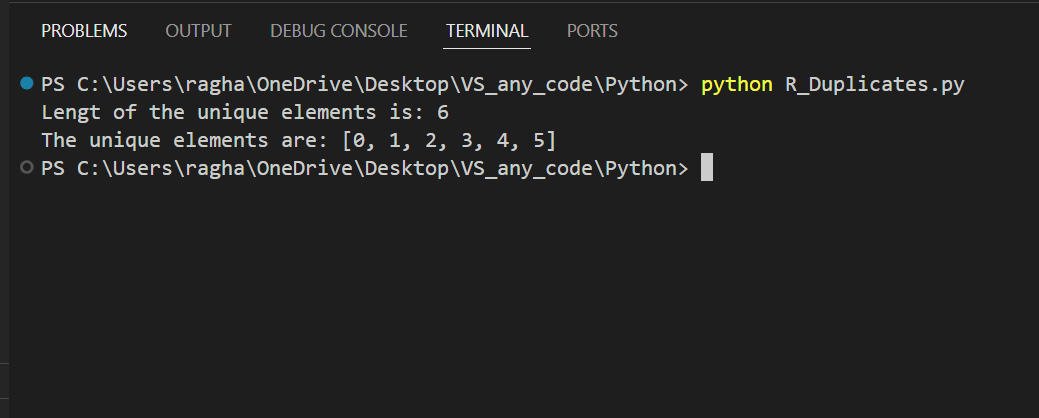 PROBLEMS OUTPUT DEBUG CONSOLE TERMINAL PORTS
PS C:\Users\ragha\OneDrive\Desktop\VS_any_code\Python> python R_Duplicates.py
Lengt of the unique elements is: 6
The unique elements are: [0, 1, 2, 3, 4, 5]
PS C:\Users\ragha\OneDrive\Desktop\VS_any_code\Python>